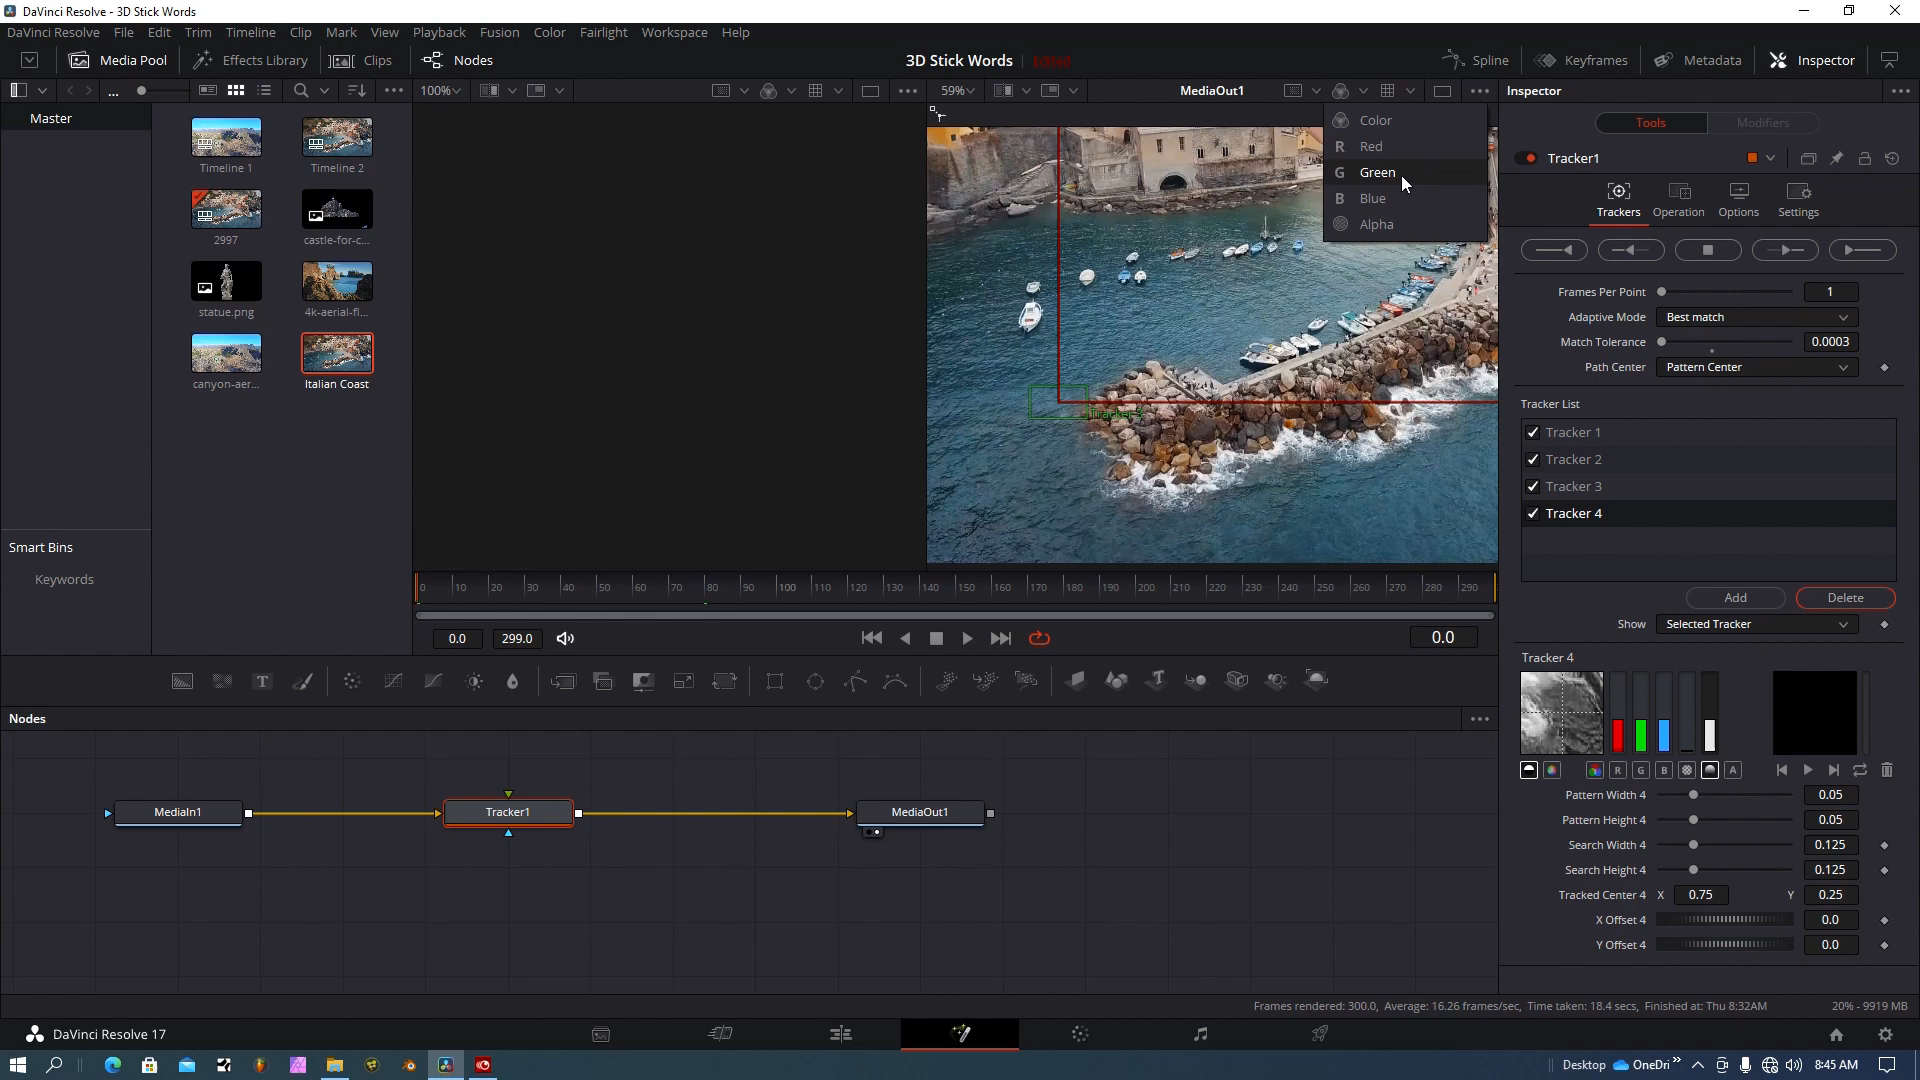 DaVinci Resolve - 3D Stick Words
DaVinci Resolve File Edit Trim Timeline Clip Mark View Playback Fusion Color Fairlight Workspace Help
Media Pool Effects Library Clips Nodes 3D Stick Words Edited Spline Keyframes Metadata Inspector
... 100% 59% MediaOut1 Inspector
Master
Timeline 1 Timeline 2
2997 castle-for-c...
statue.png 4k-aerial-fl...
canyon-aer... Italian Coast
Smart Bins
Keywords
Color
R Red
G Green
B Blue
Alpha
Tracker 3
Tools Modifiers
Tracker1
Trackers Operation Options Settings
Frames Per Point 1
Adaptive Mode Best match
Match Tolerance 0.0003
Path Center Pattern Center
Tracker List
Tracker 1
Tracker 2
Tracker 3
Tracker 4
Add Delete
Show Selected Tracker
Tracker 4
R G B A
Pattern Width 4 0.05
Pattern Height 4 0.05
Search Width 4 0.125
Search Height 4 0.125
Tracked Center 4 X 0.75 Y 0.25
X Offset 4 0.0
Y Offset 4 0.0
0 10 20 30 40 50 60 70 80 90 100 110 120 130 140 150 160 170 180 190 200 210 220 230 240 250 260 270 280 290
0.0 299.0 0.0
T
Nodes
MediaIn1 Tracker1 MediaOut1
Frames rendered: 300.0, Average: 16.26 frames/sec, Time taken: 18.4 secs, Finished at: Thu 8:32AM 20% - 9919 MB
DaVinci Resolve 17
Desktop OneDri 8:45 AM